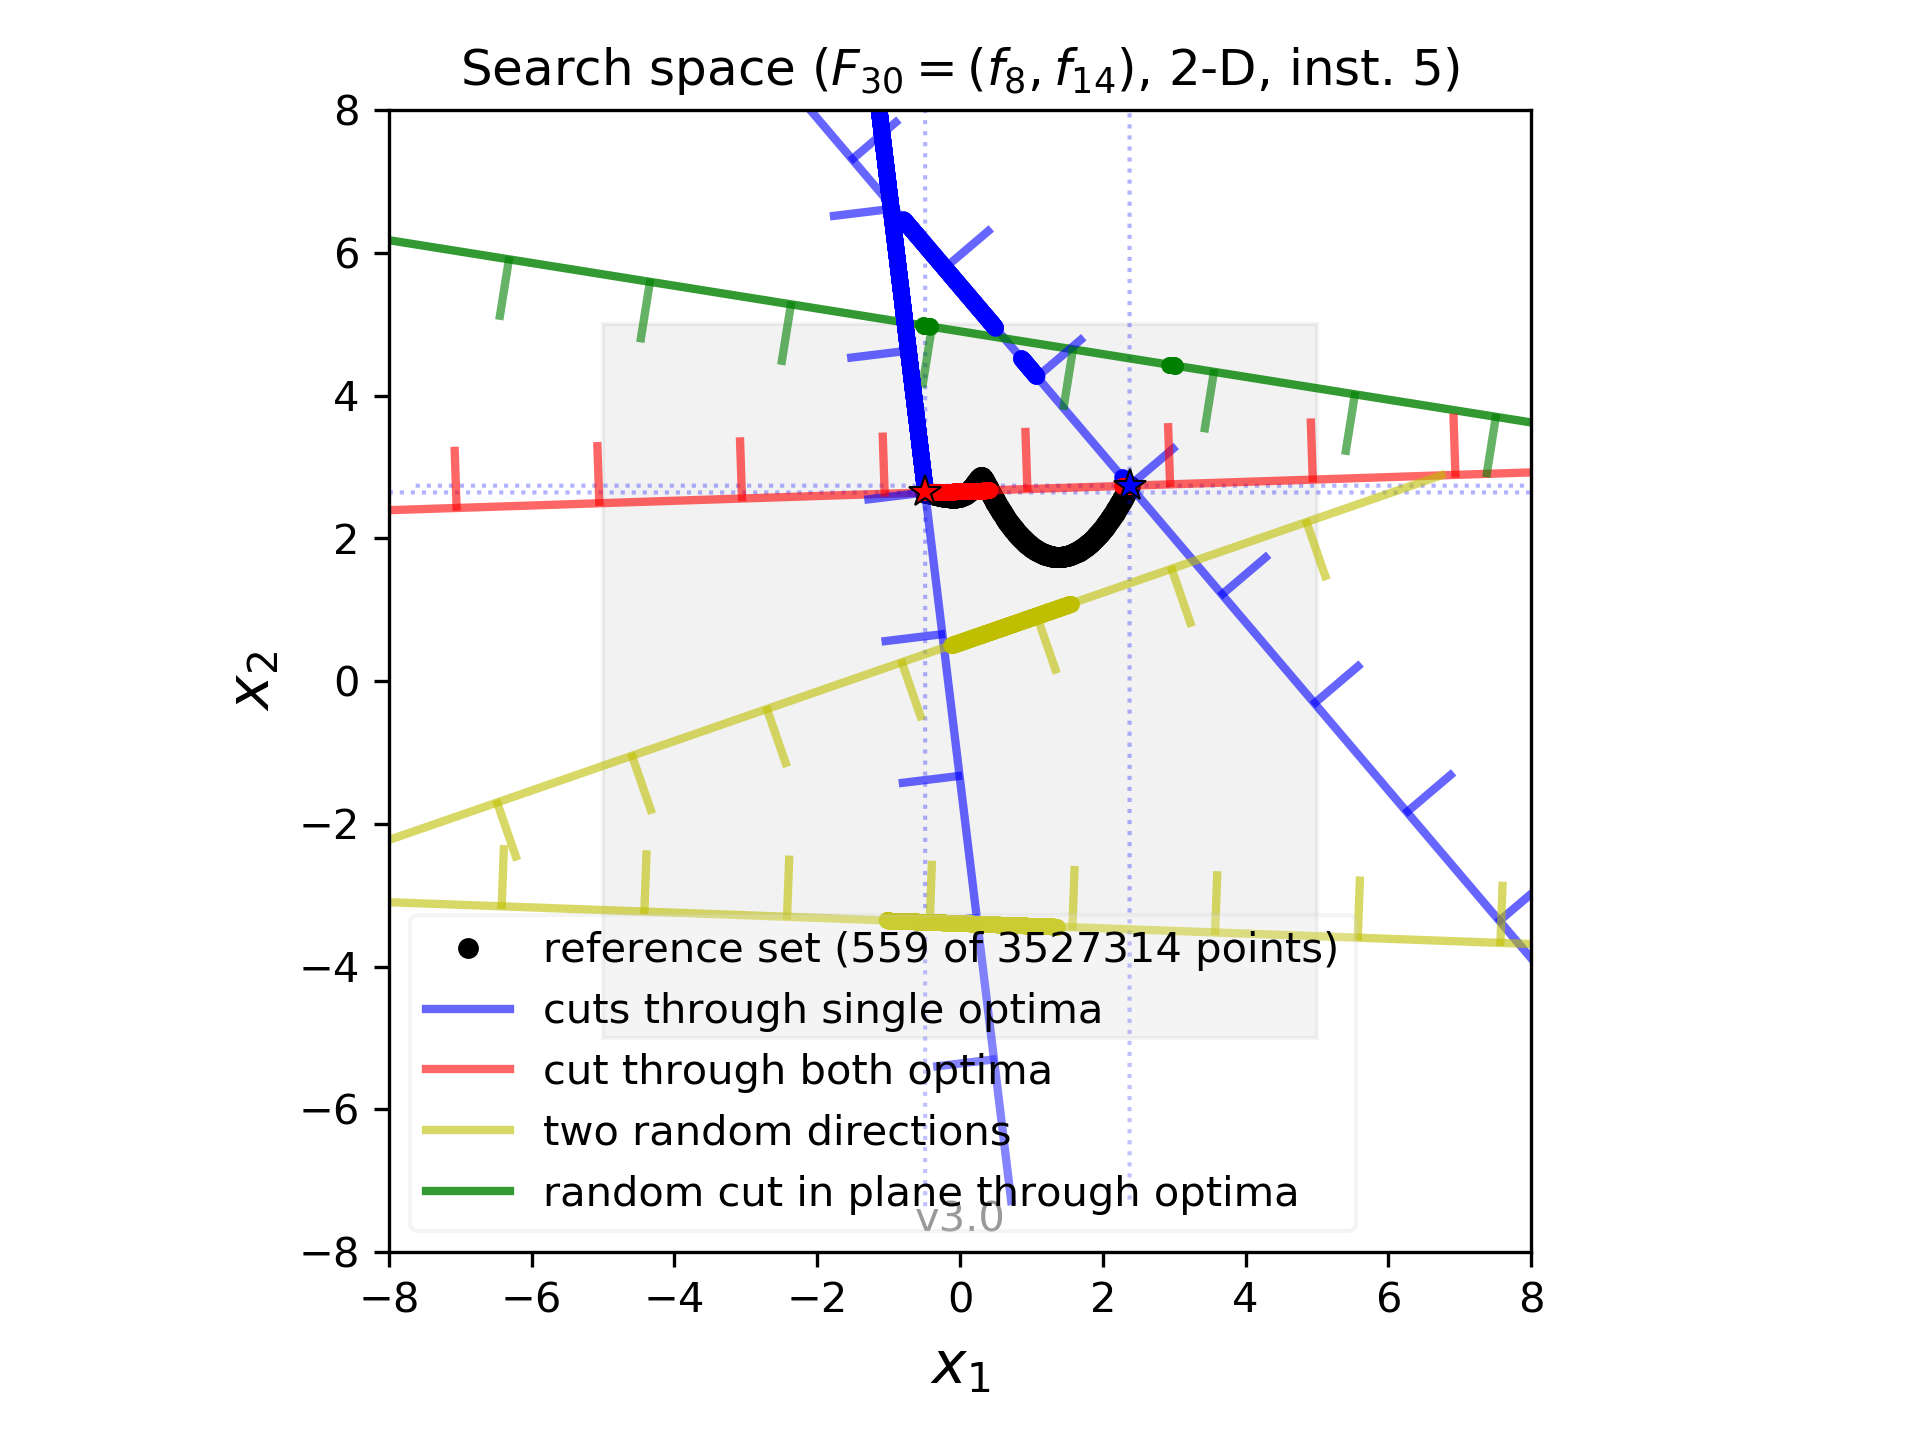 Search space (F30 = (f8, f14), 2-D, inst. 5)
8
6
4
2
0
−2
−4
−6
−8
x2
reference set (559 of 3527314 points)
cuts through single optima
cut through both optima
two random directions
random cut in plane through optima
v3.0
−8 −6 −4 −2 0 2 4 6 8
x1